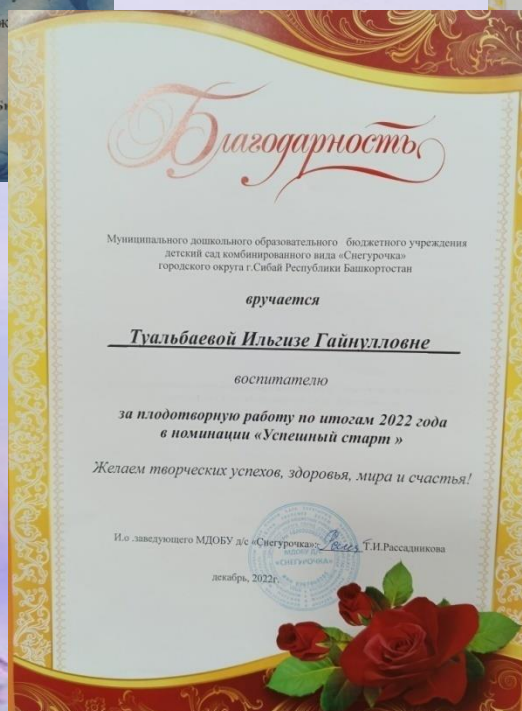 Благодарность
Муниципального дошкольного образовательного бюджетного учреждения
детский сад комбинированного вида «Снегурочка»
городского округа г.Сибай Республики Башкортостан
вручается
Туальбаевой Ильгизе Гайнулловне
воспитателю
за плодотворную работу по итогам 2022 года
в номинации «Успешный старт »
Желаем творческих успехов, здоровья, мира и счастья!
И.о .заведующего МДОБУ д/с «Снегурочка»: Т.И.Рассадникова
МДОБУ Д/С
«СНЕГУРОЧКА»
декабрь, 2022г.